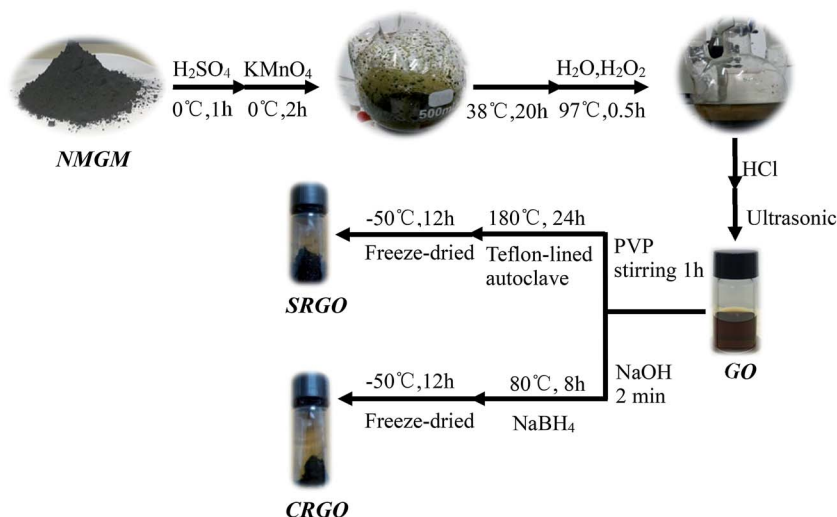 H₂SO₄ KMnO₄
0℃,1h 0℃,2h
NMGM
500ml
H₂O,H₂O₂
38℃,20h 97℃,0.5h
HCl
Ultrasonic
GO
PVP
stirring 1h
180℃, 24h
Teflon-lined
autoclave
-50℃,12h
Freeze-dried
SRGO
NaOH
2 min
80℃, 8h
NaBH₄
-50℃,12h
Freeze-dried
CRGO